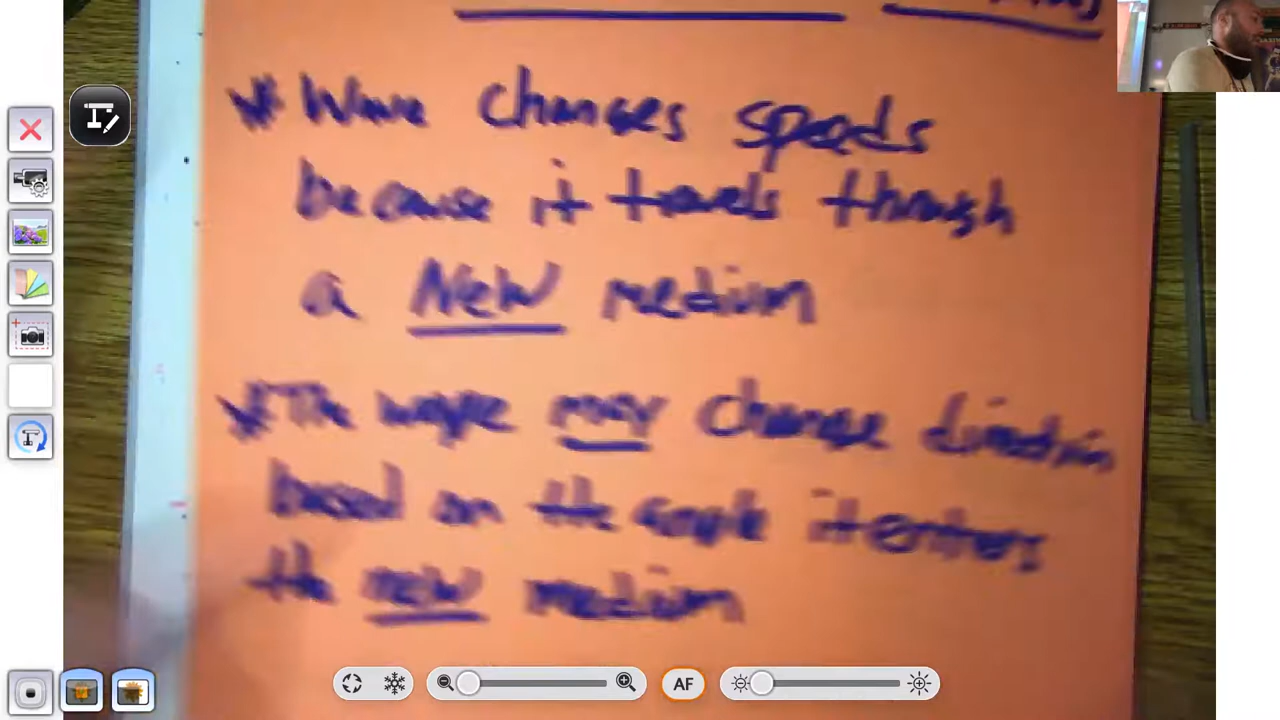 * Wave changes speeds
because it travels through
a New medium
* The wave may change direction
based on the angle it enters
the new medium
AF